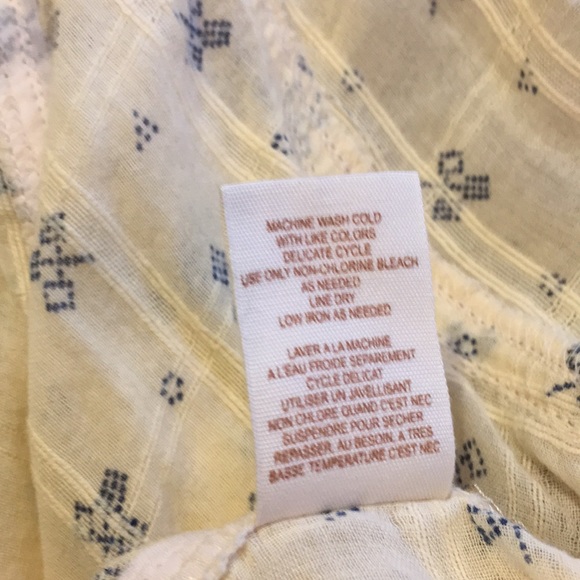 MACHINE WASH COLD
WITH LIKE COLORS
DELICATE CYCLE
USE ONLY NON-CHLORINE BLEACH
AS NEEDED
LINE DRY
LOW IRON AS NEEDED
LAVER A LA MACHINE
A L'EAU FROIDE SEPAREMENT
CYCLE DELICAT
UTILISER UN JAVELLISANT
NON CHLORE QUAND C'EST NEC
SUSPENDRE POUR SECHER
REPASSER, AU BESOIN, A TRES
BASSE TEMPERATURE C'EST NEC